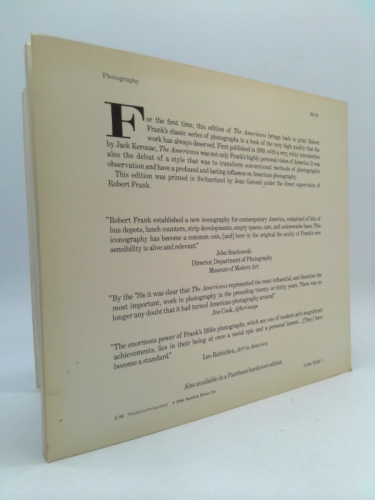 Photography
For the first time, this edition of The Americans brings back to print Robert
Frank's classic series of photographs in a book of the very high quality that the
work has always deserved. First published in 1959, with a very witty introduction
by Jack Kerouac, The Americans was not only Frank's highly personal vision of America. It was
also the debut of a style that was to transform conventional methods of photographic
observation and have a profound and lasting influence on American photography.
This edition was printed in Switzerland by Jean Genoud under the direct supervision of
Robert Frank.
"Robert Frank established a new iconography for contemporary America, comprised of bits of
bus depots, lunch counters, strip developments, empty spaces, cars, and unknowable faces. This
iconography has become a common coin, [and] here in the original the acuity of Frank's own
sensibility is alive and relevant."
John Szarkowski
Director, Department of Photography
Museum of Modern Art
"By the '70s it was clear that The Americans represented the most influential, and therefore the
most important, work in photography in the preceding twenty or thirty years. There was no
longer any doubt that it had turned American photography around."
Jno Cook, Afterimage
"The enormous power of Frank's 1950s photographs, which are one of modern art's magnificent
achievements, lies in their being at once a social epic and a personal lament... [They] have
become a standard."
Leo Rubinfien, Art in America
Also available in a Pantheon hardcover edition
Printed in Switzerland © Random House, Inc.